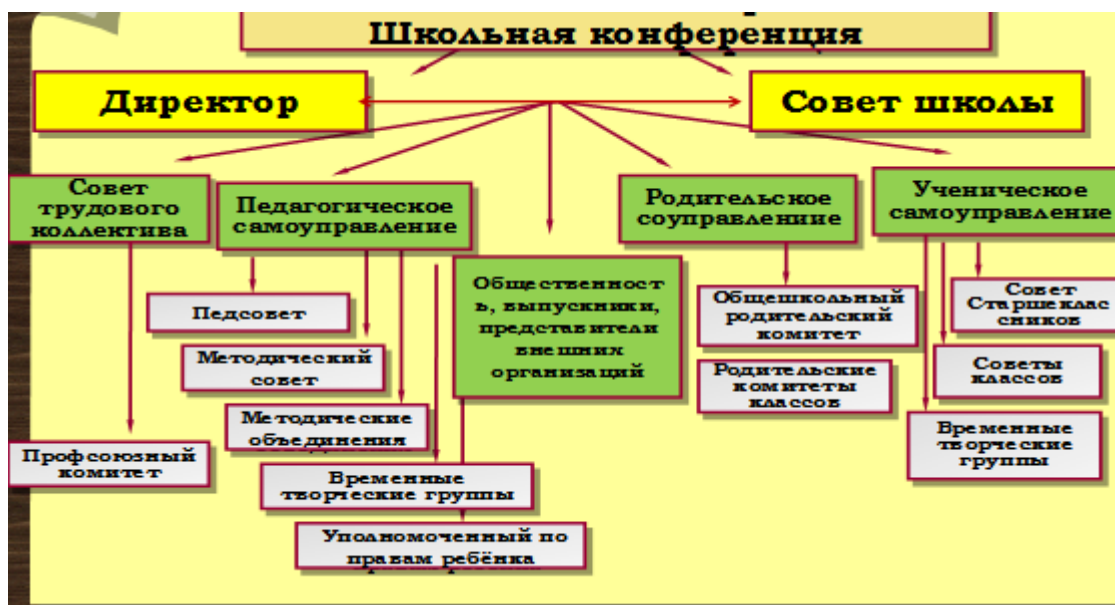 Школьная конференция
Директор
Совет школы
Совет
трудового
коллектива
Педагогическое
самоуправление
Родительское
соуправлениие
Ученическое
самоуправление
Общественност
ь, выпускники,
представители
внешних
организаций
Педсовет
Методический
совет
Методические
объединения
Профсоюзный
комитет
Временные
творческие группы
Уполномоченный по
правам ребёнка
Общешкольный
родительский
комитет
Родительские
комитеты
классов
Совет
Старшеклас
сников
Советы
классов
Временные
творческие
группы